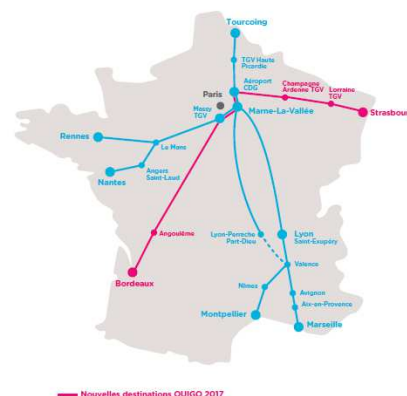 Tourcoing
TGV Haute
Picardie
Aéroport
CDG
Champagne
Ardenne TGV
Lorraine
TGV
Paris
Strasbour
Massy
TGV
Marne-La-Vallée
Rennes
Le Mans
Angers
Saint-Laud
Nantes
Angoulême
Lyon-Perrache
Part-Dieu
Lyon
Saint-Exupéry
Valence
Bordeaux
Nîmes
Avignon
Aix-en-Provence
Montpellier
Marseille
Nouvelles destinations OUIGO 2017